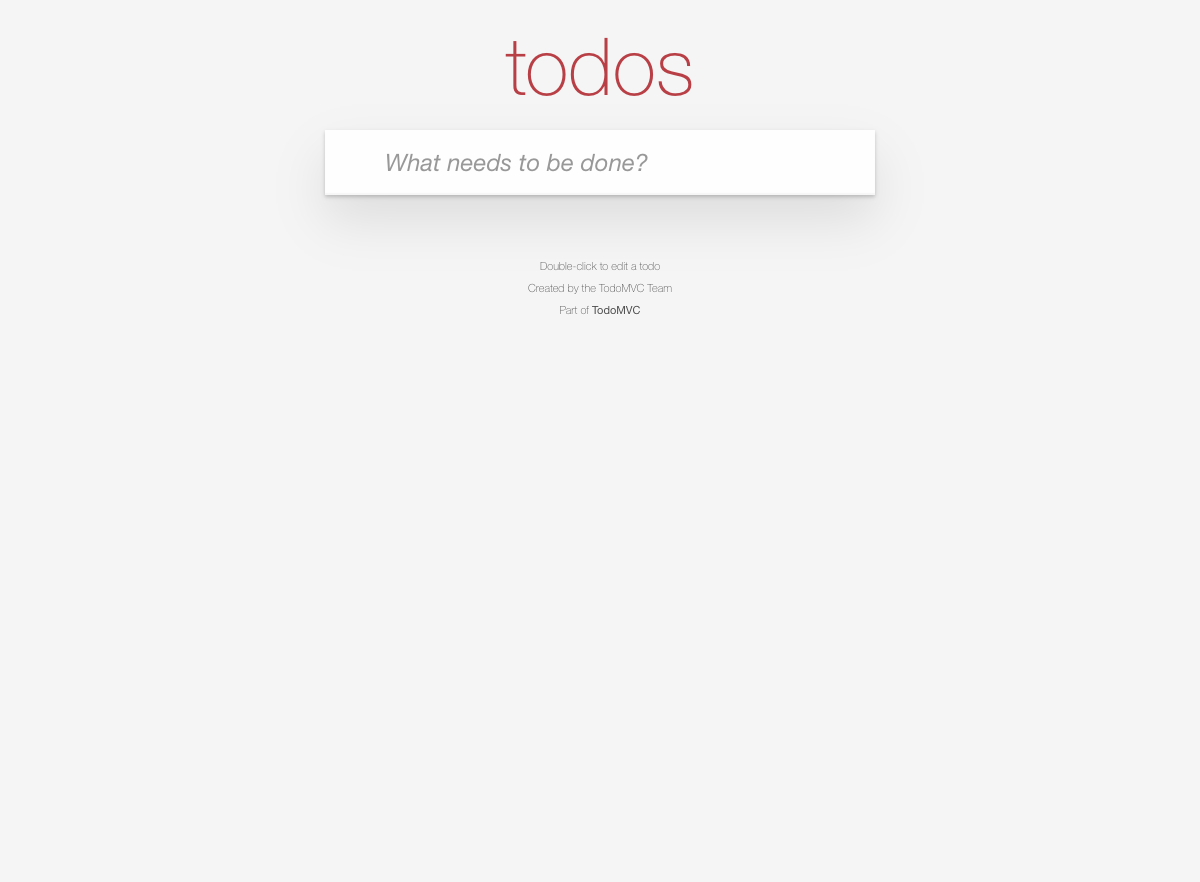 todos
What needs to be done?
Double-click to edit a todo
Created by the TodoMVC Team
Part of TodoMVC